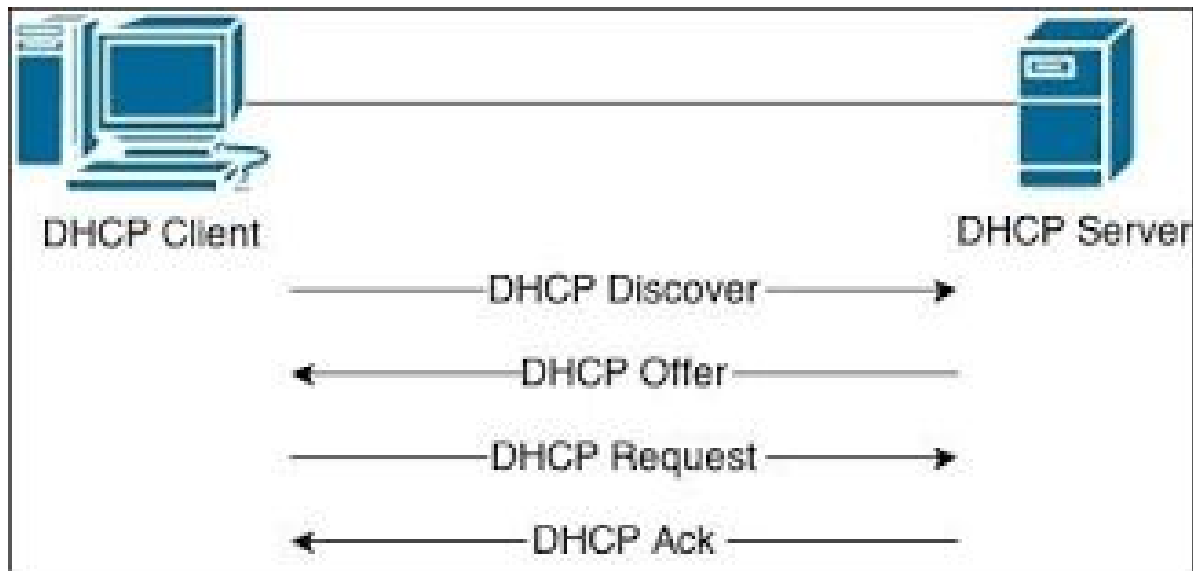 DHCP Client
DHCP Server
DHCP Discover
DHCP Offer
DHCP Request
DHCP Ack